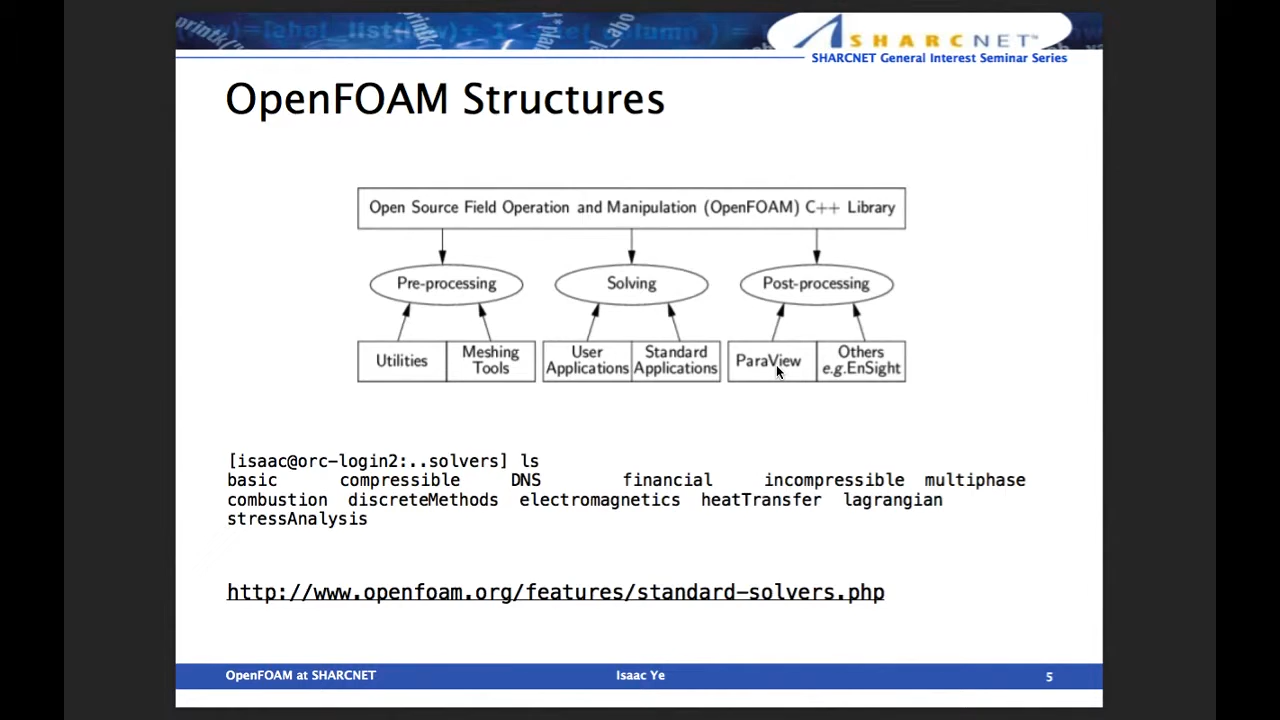 SHARCNET™
SHARCNET General Interest Seminar Series
OpenFOAM Structures
Open Source Field Operation and Manipulation (OpenFOAM) C++ Library
Pre-processing
Solving
Post-processing
Utilities
Meshing
Tools
User
Applications
Standard
Applications
ParaView
Others
e.g.EnSight
[isaac@orc-login2:..solvers] ls
basic compressible DNS financial incompressible multiphase
combustion discreteMethods electromagnetics heatTransfer lagrangian
stressAnalysis
http://www.openfoam.org/features/standard-solvers.php
OpenFOAM at SHARCNET
Isaac Ye
5